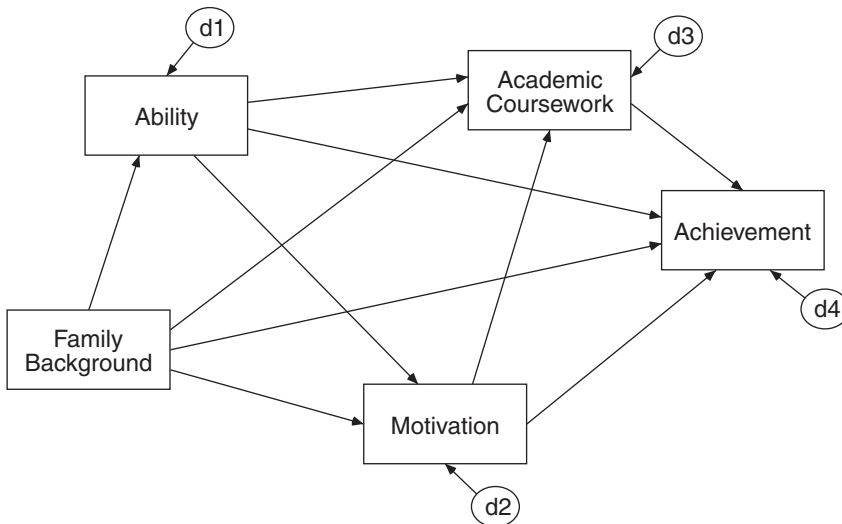 d1
d3
Academic
Coursework
Ability
Achievement
d4
Family
Background
Motivation
d2